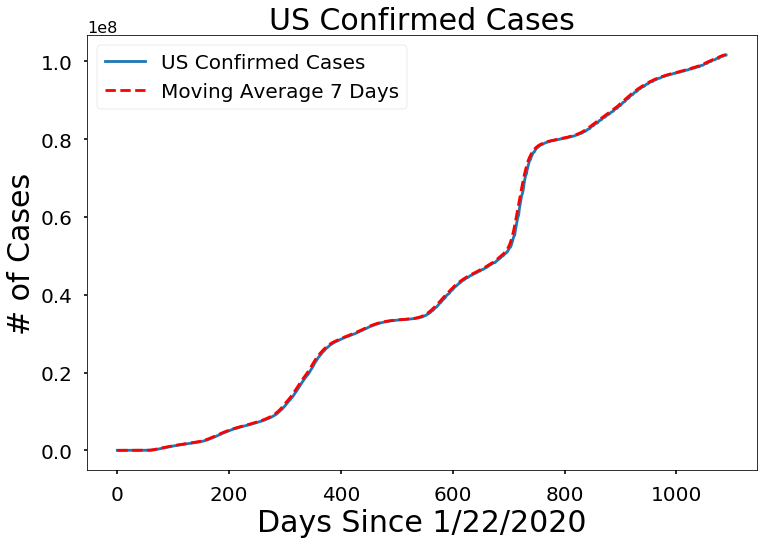 US Confirmed Cases
1e8
US Confirmed Cases
Moving Average 7 Days
1.0
0.8
0.6
0.4
0.2
0.0
# of Cases
0 200 400 600 800 1000
Days Since 1/22/2020